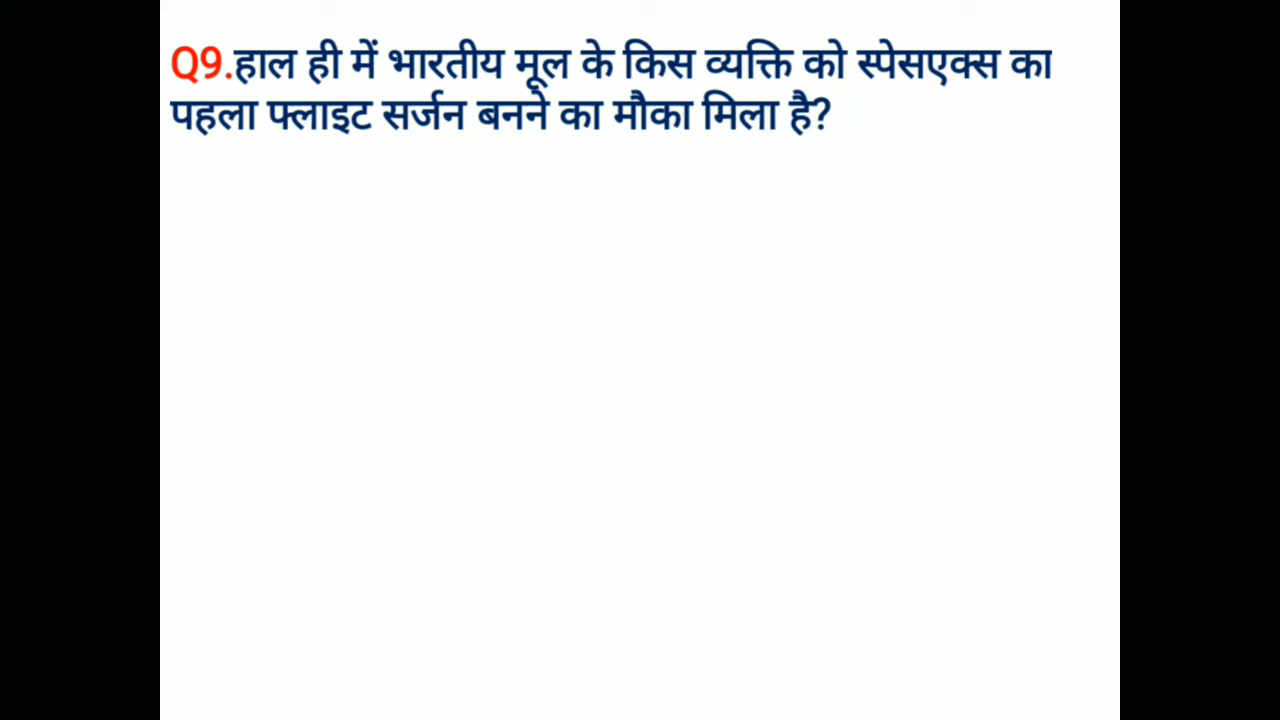 Q9.हाल ही में भारतीय मूल के किस व्यक्ति को स्पेसएक्स का
पहला फ्लाइट सर्जन बनने का मौका मिला है?